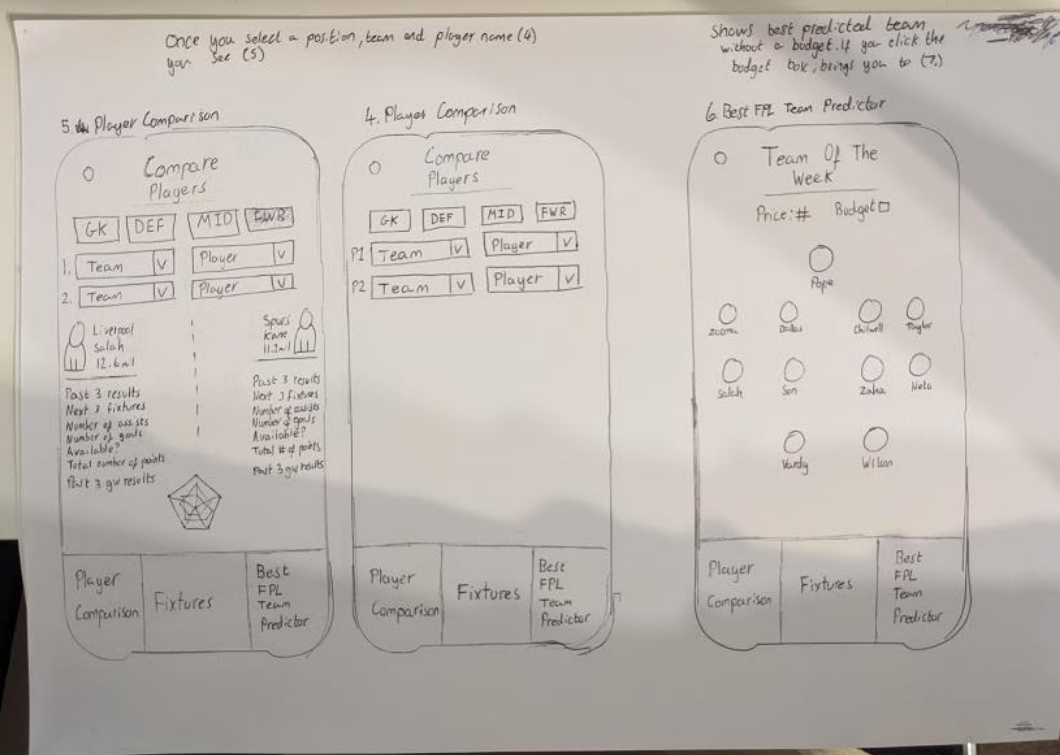 Once you select a position, team and player name (4)
you see (5)
Shows best predicted team
without a budget. If you click the
budget box, brings you to (7.)
5. Player Comparison
Compare
Players
GK DEF MID FWR
1. Team V Player V
2. Team V Player V
Liverpool
Salah
12.6ml
Spurs
Kane
11.2ml
Past 3 results
Next 3 fixtures
Number of assists
Number of goals
Available?
Total number of points
Past 3 gw results
Past 3 results
Next 3 fixtures
Number of assists
Number of goals
Available?
Total # of points
Past 3 gw results
Player
Comparison
Fixtures
Best
FPL
Team
Predictor
4. Player Comparison
Compare
Players
GK DEF MID FWR
P1 Team V Player V
P2 Team V Player V
Player
Comparison
Fixtures
Best
FPL
Team
Predictor
6. Best FPL Team Predictor
Team Of The
Week
Price: # Budget
Pope
Zouma Dallas Chilwell
Salah Son Zaha Neto
Vardy Wilson
Player
Comparison
Fixtures
Best
FPL
Team
Predictor